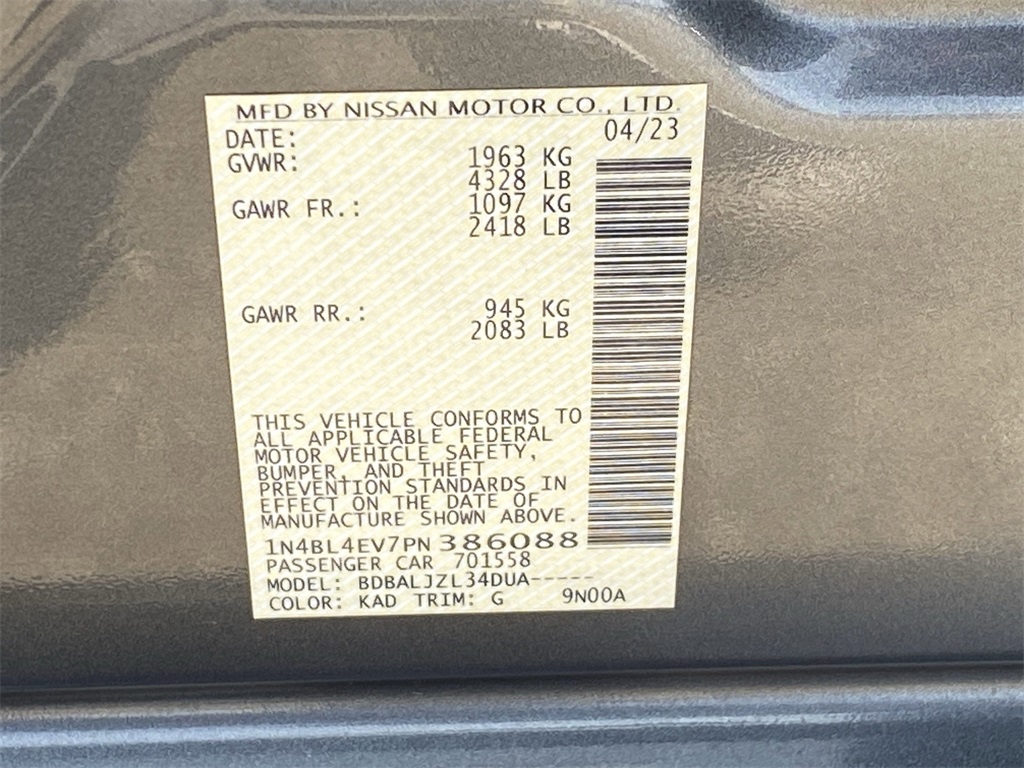 MFD BY NISSAN MOTOR CO., LTD.
DATE: 04/23
GVWR: 1963 KG
4328 LB
GAWR FR.: 1097 KG
2418 LB
GAWR RR.: 945 KG
2083 LB
THIS VEHICLE CONFORMS TO
ALL APPLICABLE FEDERAL
MOTOR VEHICLE SAFETY,
BUMPER, AND THEFT
PREVENTION STANDARDS IN
EFFECT ON THE DATE OF
MANUFACTURE SHOWN ABOVE.
1N4BL4EV7PN386088
PASSENGER CAR 701558
MODEL: BDBALJZL34DUA-----
COLOR: KAD TRIM: G 9N00A